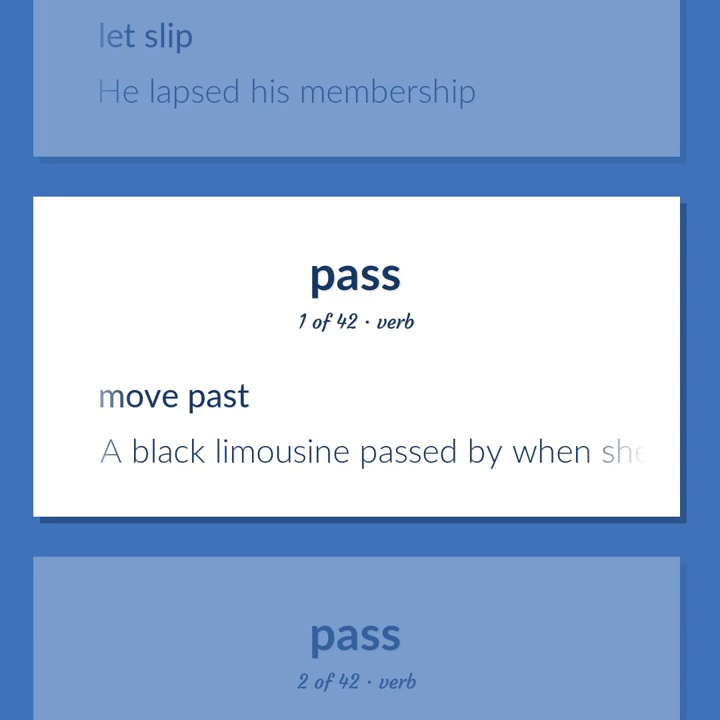 let slip
He lapsed his membership
pass
1 of 42 · verb
move past
A black limousine passed by when she
pass
2 of 42 · verb